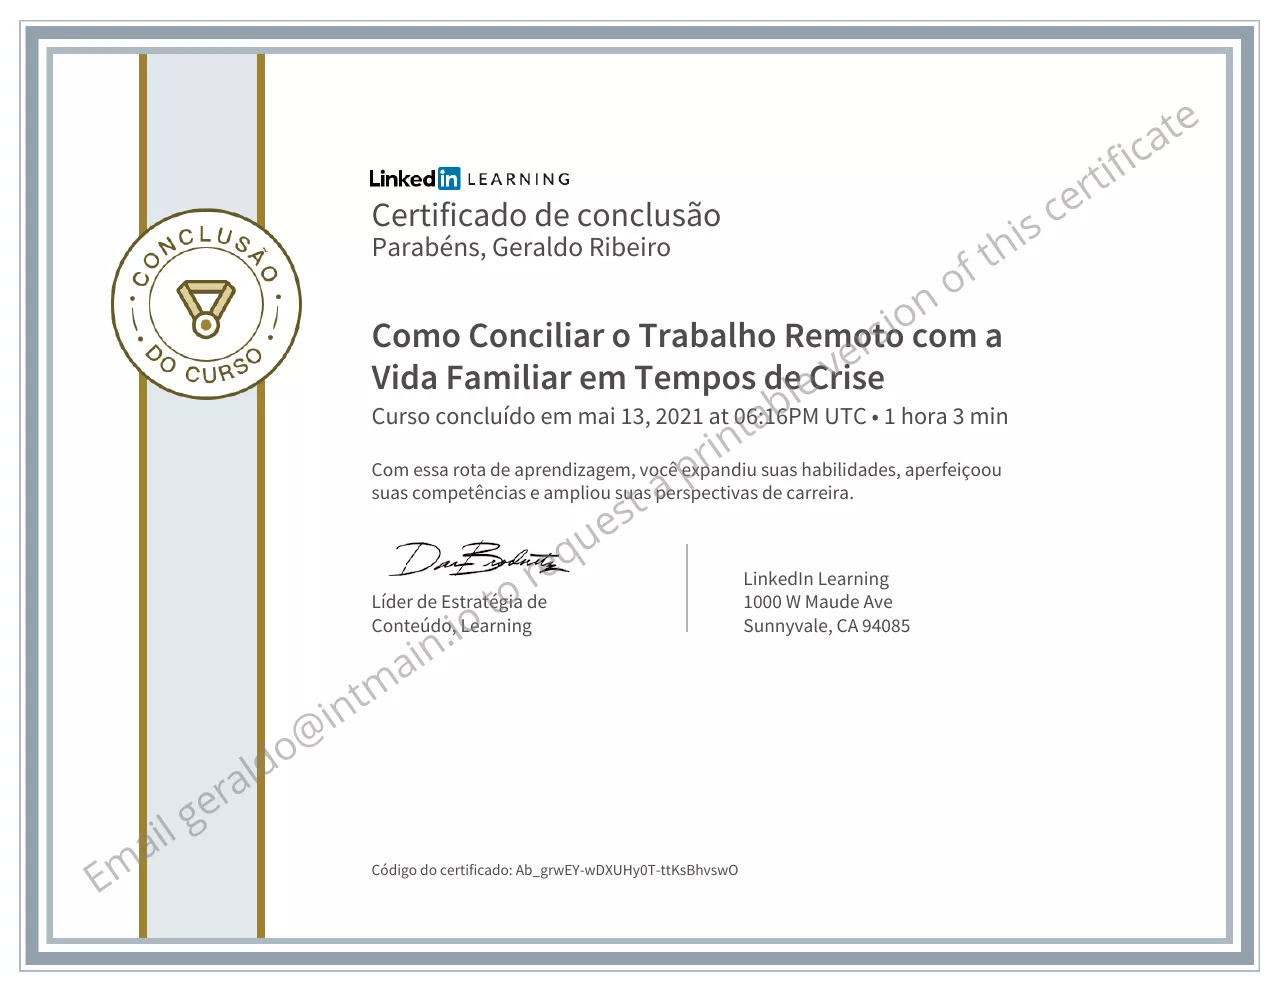 LinkedIn LEARNING
Certificado de conclusão
Parabéns, Geraldo Ribeiro
CONCLUSÃO
DO CURSO
Como Conciliar o Trabalho Remoto com a
Vida Familiar em Tempos de Crise
Curso concluído em mai 13, 2021 at 06:16PM UTC • 1 hora 3 min
Com essa rota de aprendizagem, você expandiu suas habilidades, aperfeiçoou
suas competências e ampliou suas perspectivas de carreira.
Líder de Estratégia de
Conteúdo, Learning
LinkedIn Learning
1000 W Maude Ave
Sunnyvale, CA 94085
Email geraldo@intmain.io to request a printable version of this certificate
Código do certificado: Ab_grwEY-wDXUHy0T-ttKsBhvswO